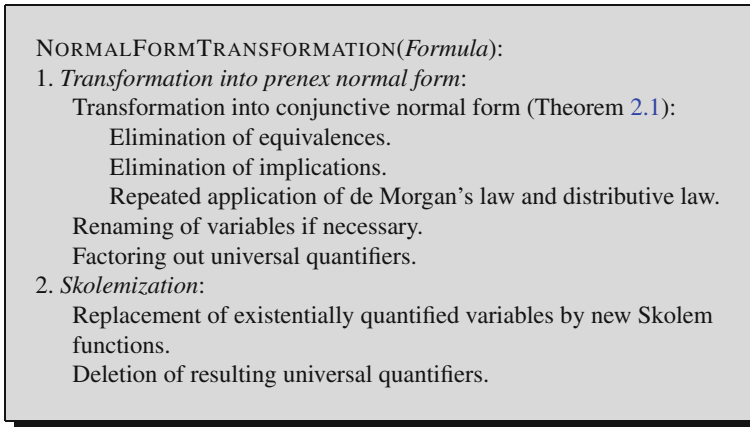 NORMALFORMTRANSFORMATION(Formula):
1. Transformation into prenex normal form:
Transformation into conjunctive normal form (Theorem 2.1):
Elimination of equivalences.
Elimination of implications.
Repeated application of de Morgan's law and distributive law.
Renaming of variables if necessary.
Factoring out universal quantifiers.
2. Skolemization:
Replacement of existentially quantified variables by new Skolem
functions.
Deletion of resulting universal quantifiers.